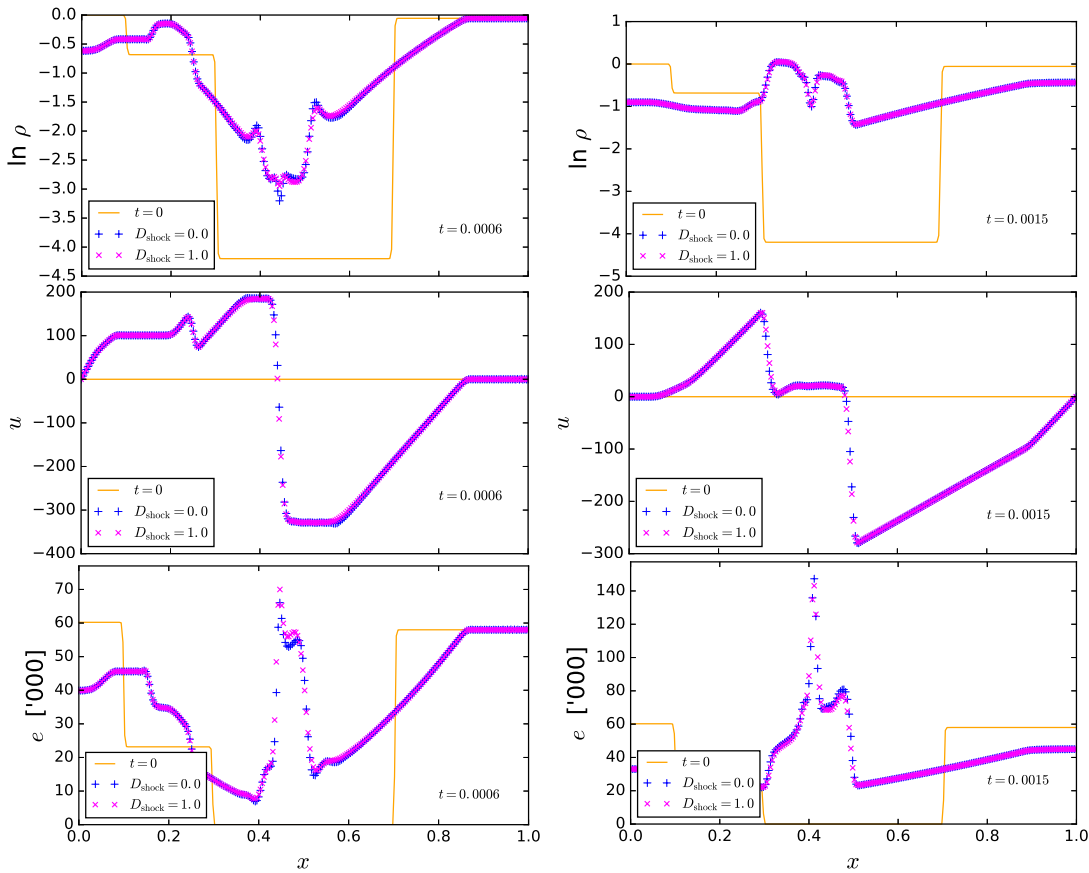 0.0
−0.5
−1.0
−1.5
−2.0
−2.5
−3.0
−3.5
−4.0
−4.5
ln ρ
t = 0
D_shock = 0.0
D_shock = 1.0
t = 0.0006
1
0
−1
−2
−3
−4
−5
ln ρ
t = 0
D_shock = 0.0
D_shock = 1.0
t = 0.0015
200
100
0
−100
−200
−300
−400
u
t = 0
D_shock = 0.0
D_shock = 1.0
t = 0.0006
200
100
0
−100
−200
−300
u
t = 0
D_shock = 0.0
D_shock = 1.0
t = 0.0015
70
60
50
40
30
20
10
0
e ['000]
t = 0
D_shock = 0.0
D_shock = 1.0
t = 0.0006
0.0 0.2 0.4 0.6 0.8 1.0
x
140
120
100
80
60
40
20
0
e ['000]
t = 0
D_shock = 0.0
D_shock = 1.0
t = 0.0015
0.0 0.2 0.4 0.6 0.8 1.0
x